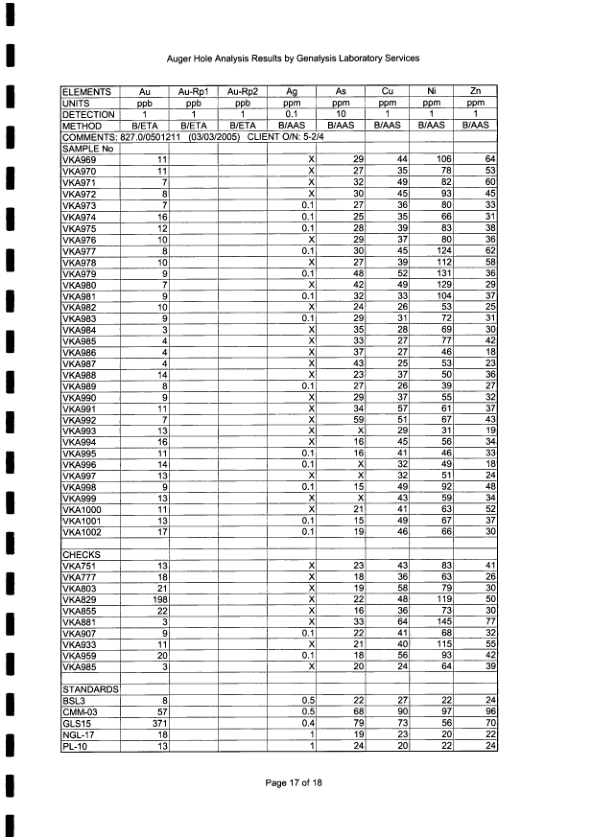 Auger Hole Analysis Results by Genalysis Laboratory Services
ELEMENTS Au Au-Rp1 Au-Rp2 Ag As Cu Ni Zn
UNITS ppb ppb ppb ppm ppm ppm ppm ppm
DETECTION 1 1 1 0.1 10 1 1 1
METHOD B/ETA B/ETA B/ETA B/AAS B/AAS B/AAS B/AAS B/AAS
COMMENTS: 827.0/0501211 (03/03/2005) CLIENT O/N: 5-2/4
SAMPLE No
VKA969 11 X 29 44 106 64
VKA970 11 X 27 35 78 53
VKA971 7 X 32 49 82 60
VKA972 8 X 30 45 93 45
VKA973 7 0.1 27 36 80 33
VKA974 16 0.1 25 35 66 31
VKA975 12 0.1 28 39 83 38
VKA976 10 X 29 37 80 36
VKA977 8 0.1 30 45 124 62
VKA978 10 X 27 39 112 58
VKA979 9 0.1 48 52 131 36
VKA980 7 X 42 49 129 29
VKA981 9 0.1 32 33 104 37
VKA982 10 X 24 26 53 25
VKA983 9 0.1 29 31 72 31
VKA984 3 X 35 28 69 30
VKA985 4 X 33 27 77 42
VKA986 4 X 37 27 46 18
VKA987 4 X 43 25 53 23
VKA988 14 X 23 37 50 36
VKA989 8 0.1 27 26 39 27
VKA990 9 X 29 37 55 32
VKA991 11 X 34 57 61 37
VKA992 7 X 59 51 67 43
VKA993 13 X X 29 31 19
VKA994 16 X 16 45 56 34
VKA995 11 0.1 16 41 46 33
VKA996 14 0.1 X 32 49 18
VKA997 13 X X 32 51 24
VKA998 9 0.1 15 49 92 48
VKA999 13 X X 43 59 34
VKA1000 11 X 21 41 63 52
VKA1001 13 0.1 15 49 67 37
VKA1002 17 0.1 19 46 66 30
CHECKS
VKA751 13 X 23 43 83 41
VKA777 18 X 18 36 63 26
VKA803 21 X 19 58 79 30
VKA829 198 X 22 48 119 50
VKA855 22 X 16 36 73 30
VKA881 3 X 33 64 145 77
VKA907 9 0.1 22 41 68 32
VKA933 11 X 21 40 115 55
VKA959 20 0.1 18 56 93 42
VKA985 3 X 20 24 64 39
STANDARDS
BSL3 8 0.5 22 27 22 24
CMM-03 57 0.5 68 90 97 96
GLS15 371 0.4 79 73 56 70
NGL-17 18 1 19 23 20 22
PL-10 13 1 24 20 22 24
Page 17 of 18